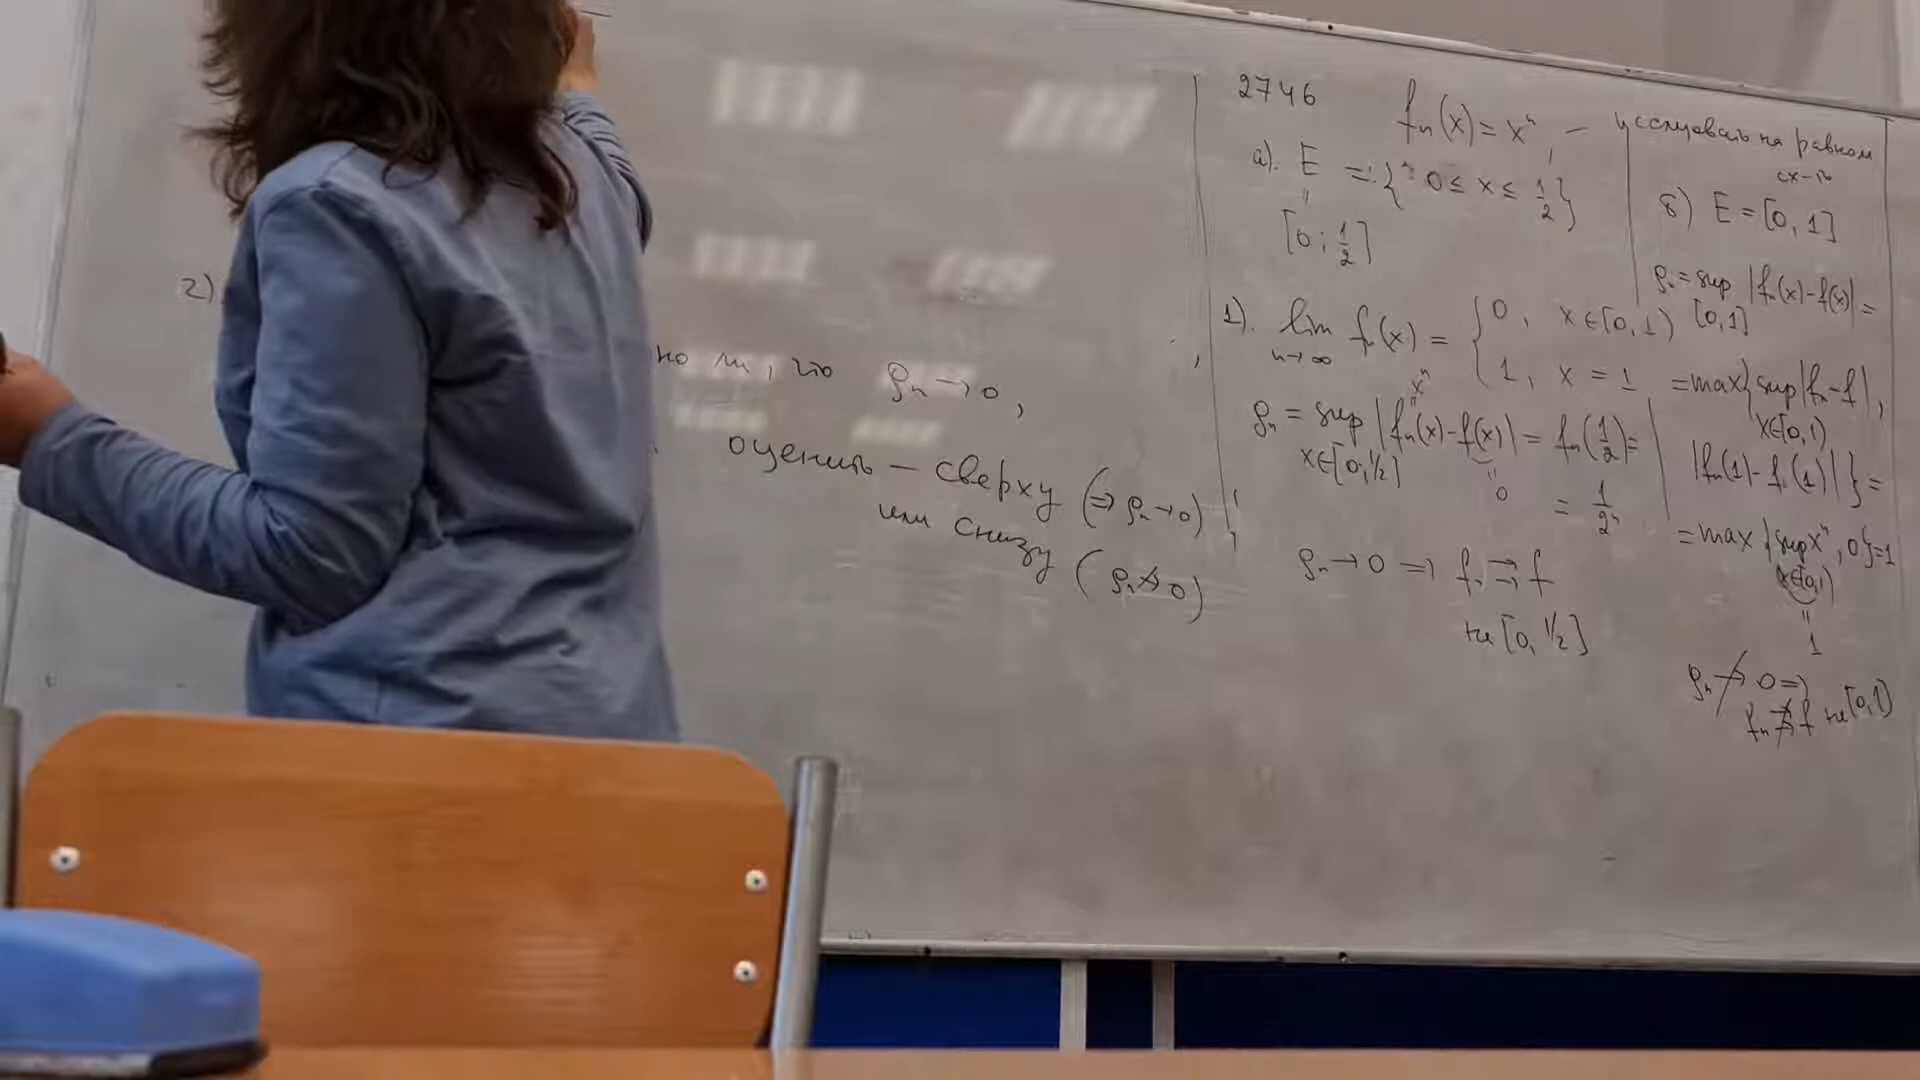 2)
но ли, что ρₙ → 0,
оценить – сверху (⇒ ρₙ → 0)
или снизу (ρₙ ↛ 0)
2746 fₙ(x) = xⁿ, – исследовать на равном
сх-ть
а). E = { 0 ≤ x ≤ 1/2 }
"
[0; 1/2]
1). lim fₙ(x) = { 0, x ∈ [0, 1)
n→∞ 1, x = 1
xⁿ
"
ρₙ = sup |fₙ(x) - f(x)| = fₙ(1/2) =
x∈[0,1/2] " 0 = 1/2ⁿ
ρₙ → 0 ⇒ fₙ ⇉ f
на [0, 1/2]
б) E = [0, 1]
ρₙ = sup |fₙ(x) - f(x)| =
[0,1]
= max{ sup |fₙ - f|,
x∈[0,1)
|fₙ(1) - f(1)| } =
= max { sup xⁿ, 0 } = 1
x∈[0,1)
"
1
ρₙ ↛ 0 ⇒
fₙ ⇉̸ f на [0,1]